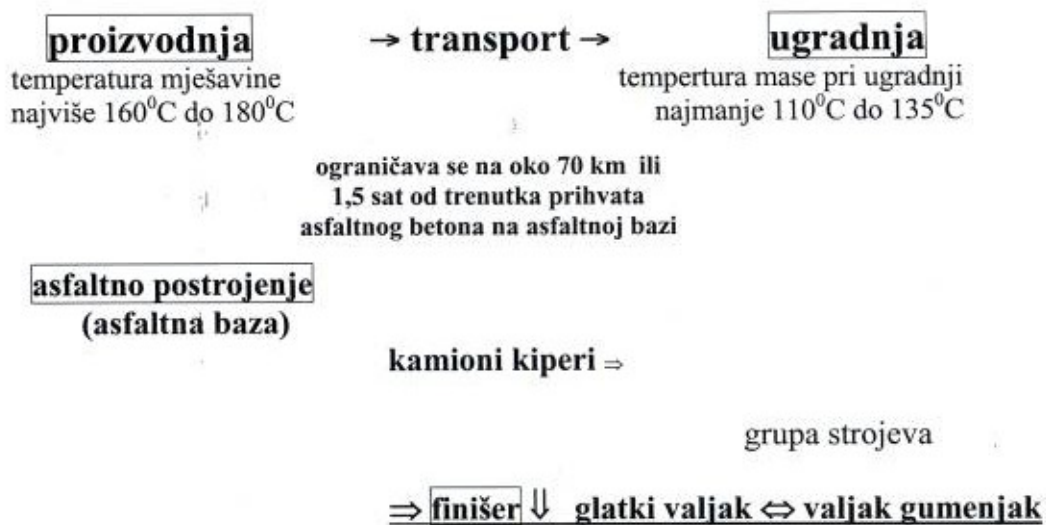 proizvodnja → transport → ugradnja
temperatura mješavine
najviše 160⁰C do 180⁰C
tempertura mase pri ugradnji
najmanje 110⁰C do 135⁰C
ograničava se na oko 70 km ili
1,5 sat od trenutka prihvata
asfaltnog betona na asfaltnoj bazi
asfaltno postrojenje
(asfaltna baza)
kamioni kiperi ⇒
grupa strojeva
⇒ finišer ⇓ glatki valjak ⇔ valjak gumenjak